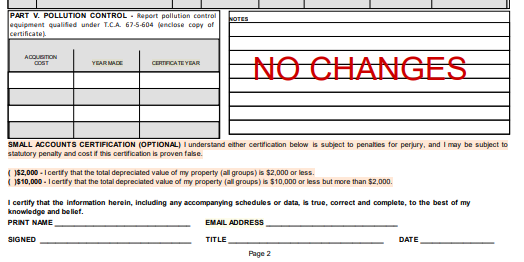 PART V. POLLUTION CONTROL - Report pollution control
equipment qualified under T.C.A. 67-5-604 (enclose copy of
certificate).
ACQUISITION
COST
YEAR MADE
CERTIFICATE YEAR
NOTES
NO CHANGES
SMALL ACCOUNTS CERTIFICATION (OPTIONAL) I understand either certification below is subject to penalties for perjury, and I may be subject to
statutory penalty and cost if this certification is proven false.
( )$2,000 - I certify that the total depreciated value of my property (all groups) is $2,000 or less.
( )$10,000 - I certify that the total depreciated value of my property (all groups) is $10,000 or less but more than $2,000.
I certify that the information herein, including any accompanying schedules or data, is true, correct and complete, to the best of my
knowledge and belief.
PRINT NAME ____________________ EMAIL ADDRESS ____________________
SIGNED ____________________ TITLE ____________________ DATE ____________________
Page 2